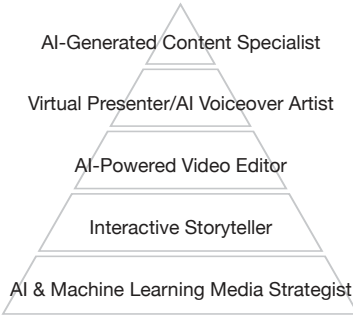 AI-Generated Content Specialist
Virtual Presenter/AI Voiceover Artist
AI-Powered Video Editor
Interactive Storyteller
AI & Machine Learning Media Strategist